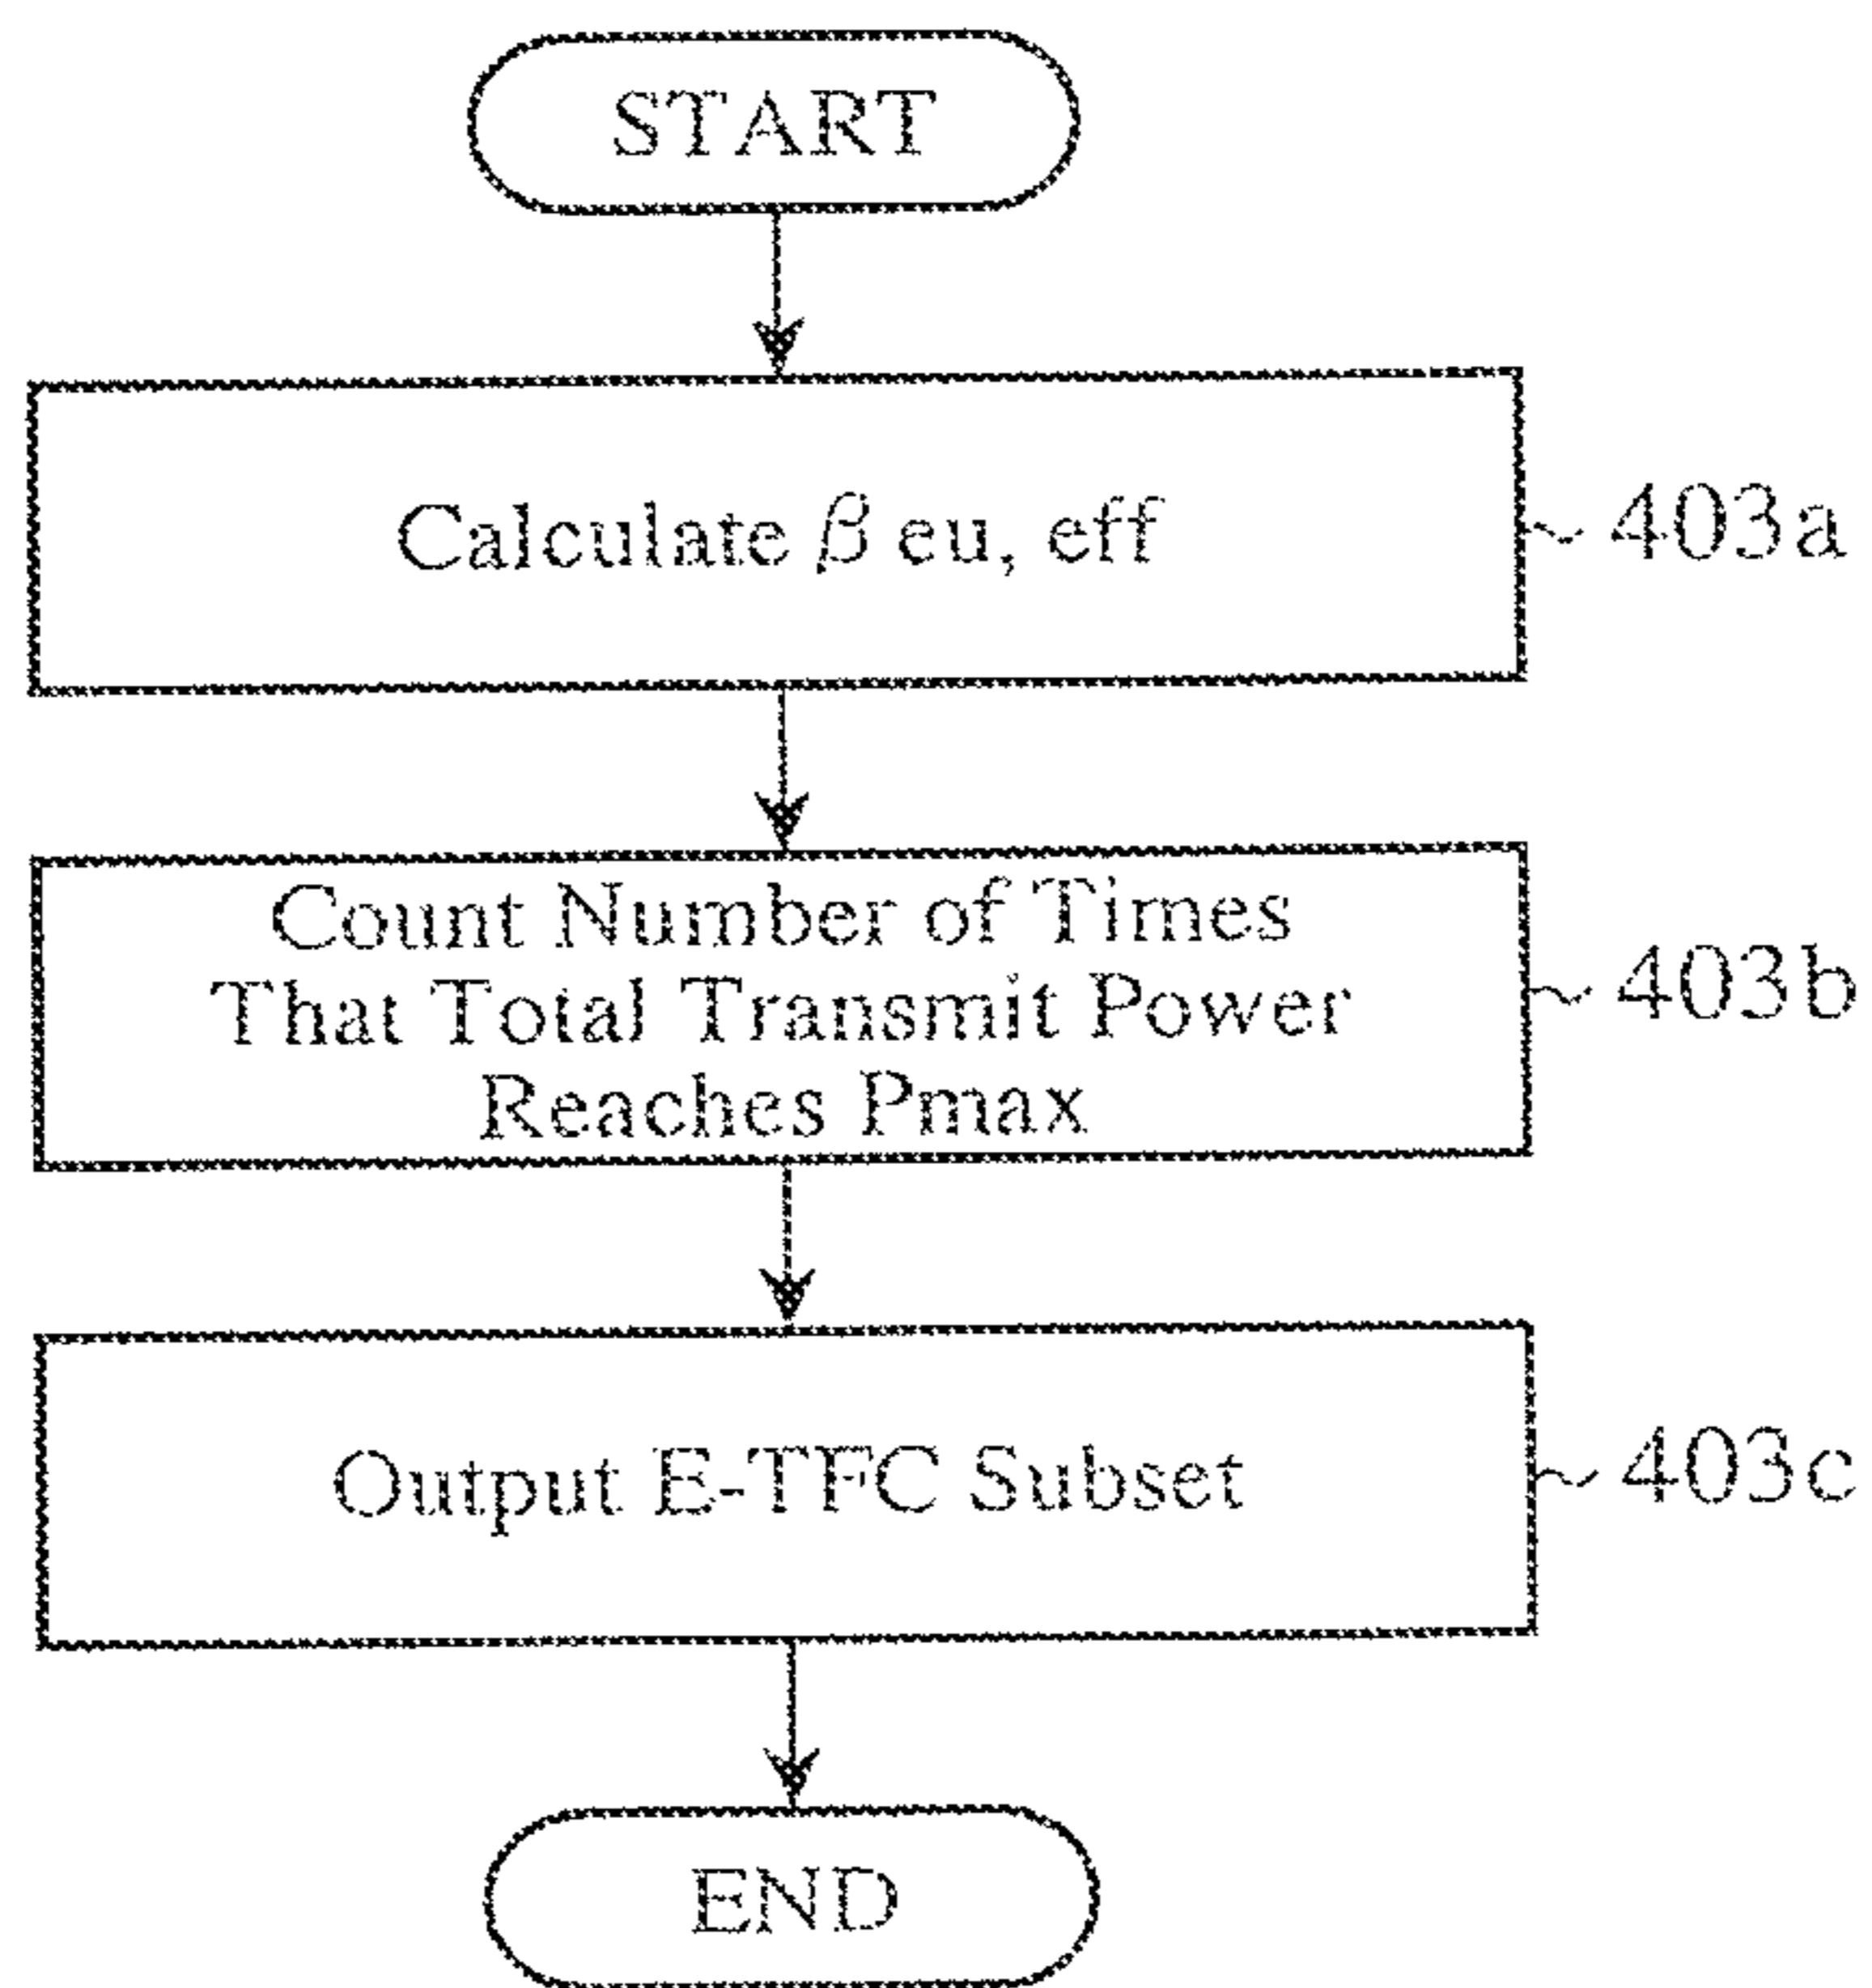 START
Calculate β eu, eff
403a
Count Number of Times
That Total Transmit Power
Reaches Pmax
403b
Output E-TFC Subset
403c
END